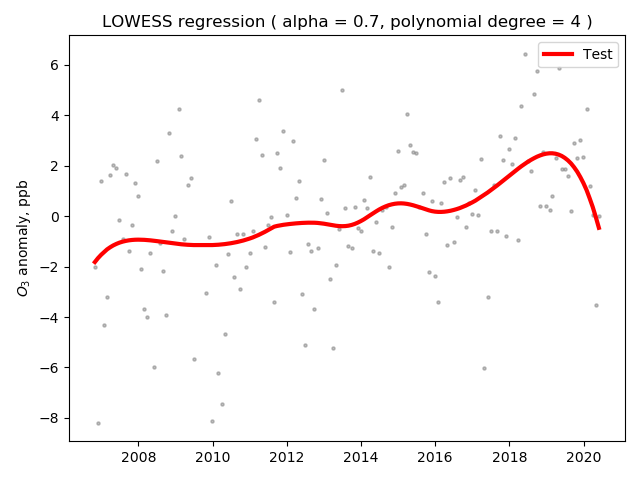 LOWESS regression ( alpha = 0.7, polynomial degree = 4 )
Test
O₃ anomaly, ppb
6
4
2
0
−2
−4
−6
−8
2008 2010 2012 2014 2016 2018 2020